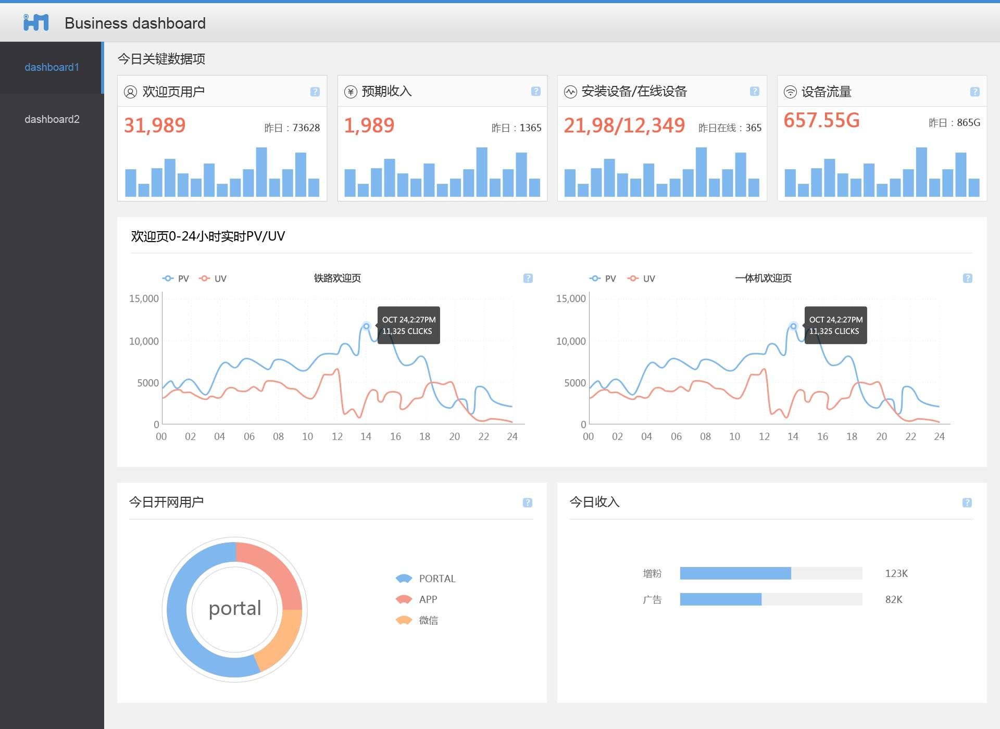 Business dashboard
dashboard1
dashboard2
今日关键数据项
欢迎页用户 ?
31,989 昨日：73628
¥ 预期收入 ?
1,989 昨日：1365
安装设备/在线设备 ?
21,98/12,349 昨日在线：365
设备流量 ?
657.55G 昨日：865G
欢迎页0-24小时实时PV/UV
PV UV 铁路欢迎页 ?
15,000
10,000
5000
0
OCT 24,2:27PM
11,325 CLICKS
00 02 04 06 08 10 12 14 16 18 20 22 24
PV UV 一体机欢迎页 ?
15,000
10,000
5000
0
OCT 24,2:27PM
11,325 CLICKS
00 02 04 06 08 10 12 14 16 18 20 22 24
今日开网用户 ?
portal
PORTAL
APP
微信
今日收入 ?
增粉 123K
广告 82K